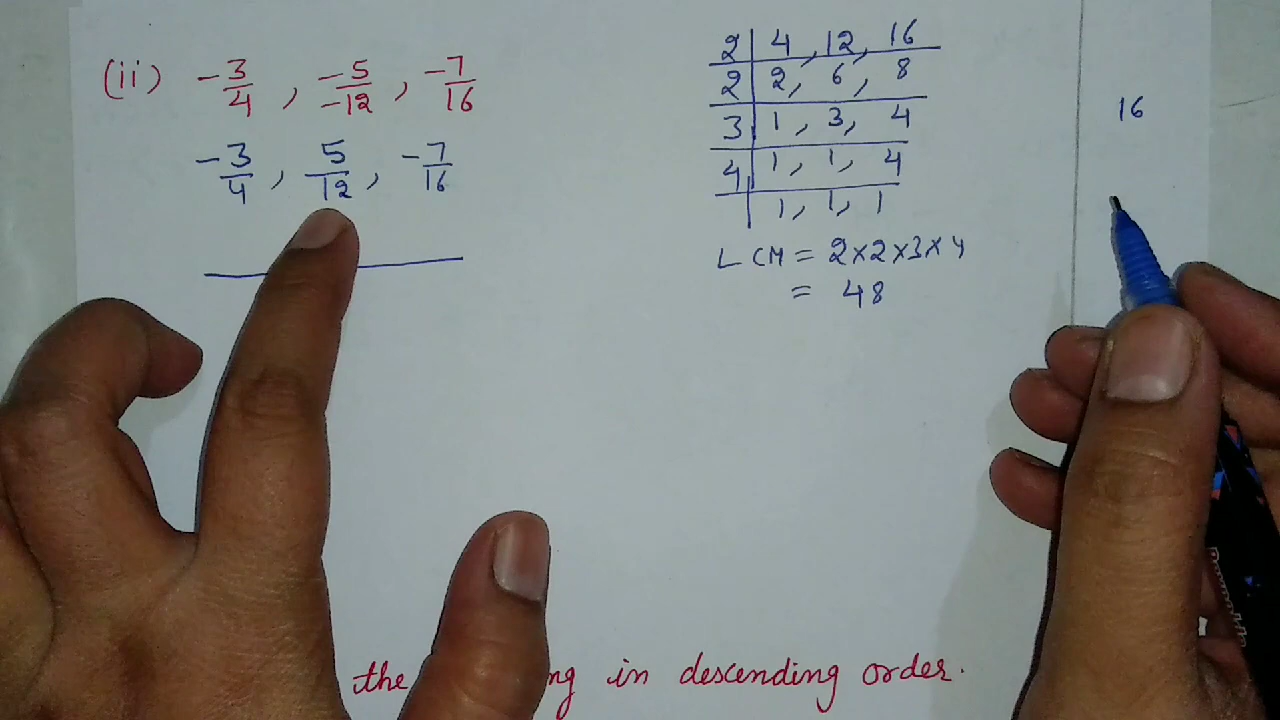 (ii) -3/4 , -5/-12 , -7/16
-3/4 , 5/12 , -7/16
2 | 4 , 12, 16
2 | 2, 6, 8
3 | 1, 3, 4
4 | 1, 1, 4
| 1, 1, 1
LCM = 2×2×3×4
= 48
16
the in descending order.